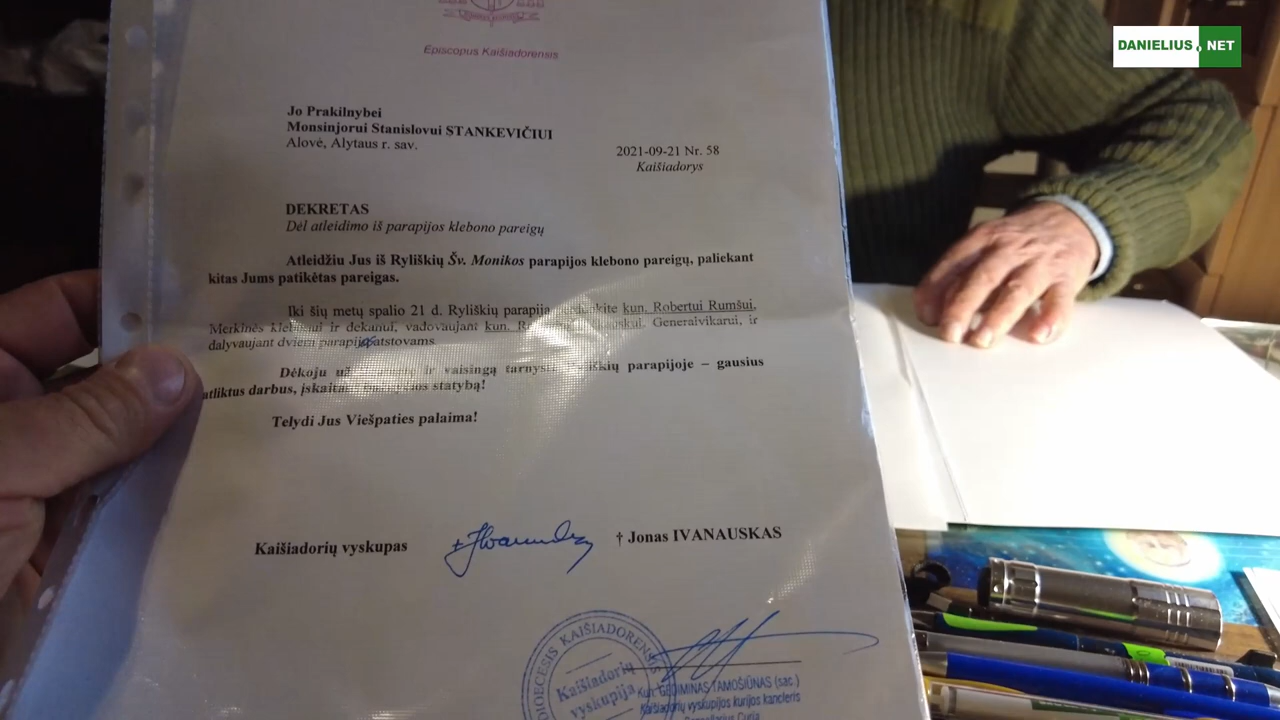 DANIELIUS.NET
Episcopus Kaišiadorensis
Jo Prakilnybei
Monsinjorui Stanislovui STANKEVIČIUI
Alovė, Alytaus r. sav.
2021-09-21 Nr. 58
Kaišiadorys
DEKRETAS
Dėl atleidimo iš parapijos klebono pareigų
Atleidžiu Jus iš Ryliškių Šv. Monikos parapijos klebono pareigų, paliekant
kitas Jums patikėtas pareigas.
Iki šių metų spalio 21 d. Ryliškių parapiją kun. Robertui Rumšui,
Merkinės klebonui ir dekanui, vadovaujant kun. Generalvikarui, ir
dalyvaujant dviem parapijos atstovams.
Dėkoju už ir vaisingą parapijoje – gausius
atliktus darbus, įskaitant statybą!
Telydi Jus Viešpaties palaima!
Kaišiadorių vyskupas
† Jonas IVANAUSKAS
DIOECESIS KAIŠIADORENSIS
Kaišiadorių
vyskupija
Kun. GEDIMINAS TAMOŠIŪNAS (sac.)
Kaišiadorių vyskupijos kurijos kancleris
Cancellarius Curiae